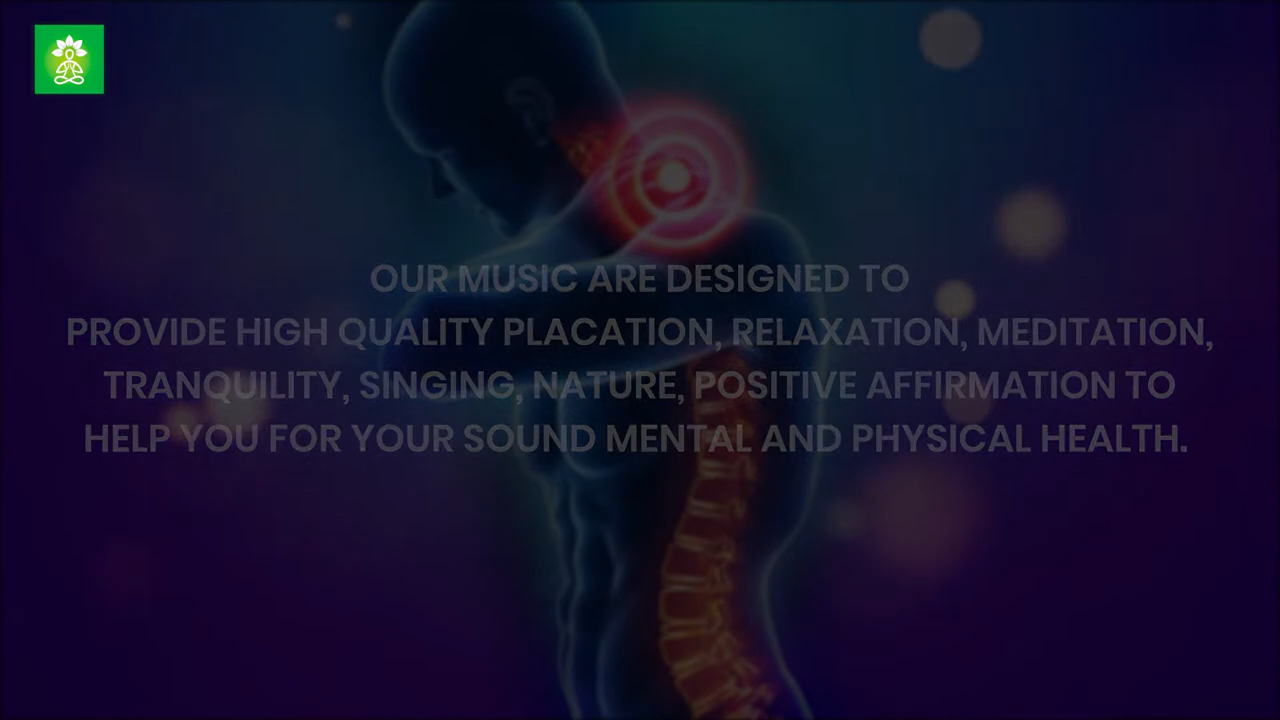 OUR MUSIC ARE DESIGNED TO
PROVIDE HIGH QUALITY PLACATION, RELAXATION, MEDITATION,
TRANQUILITY, SINGING, NATURE, POSITIVE AFFIRMATION TO
HELP YOU FOR YOUR SOUND MENTAL AND PHYSICAL HEALTH.